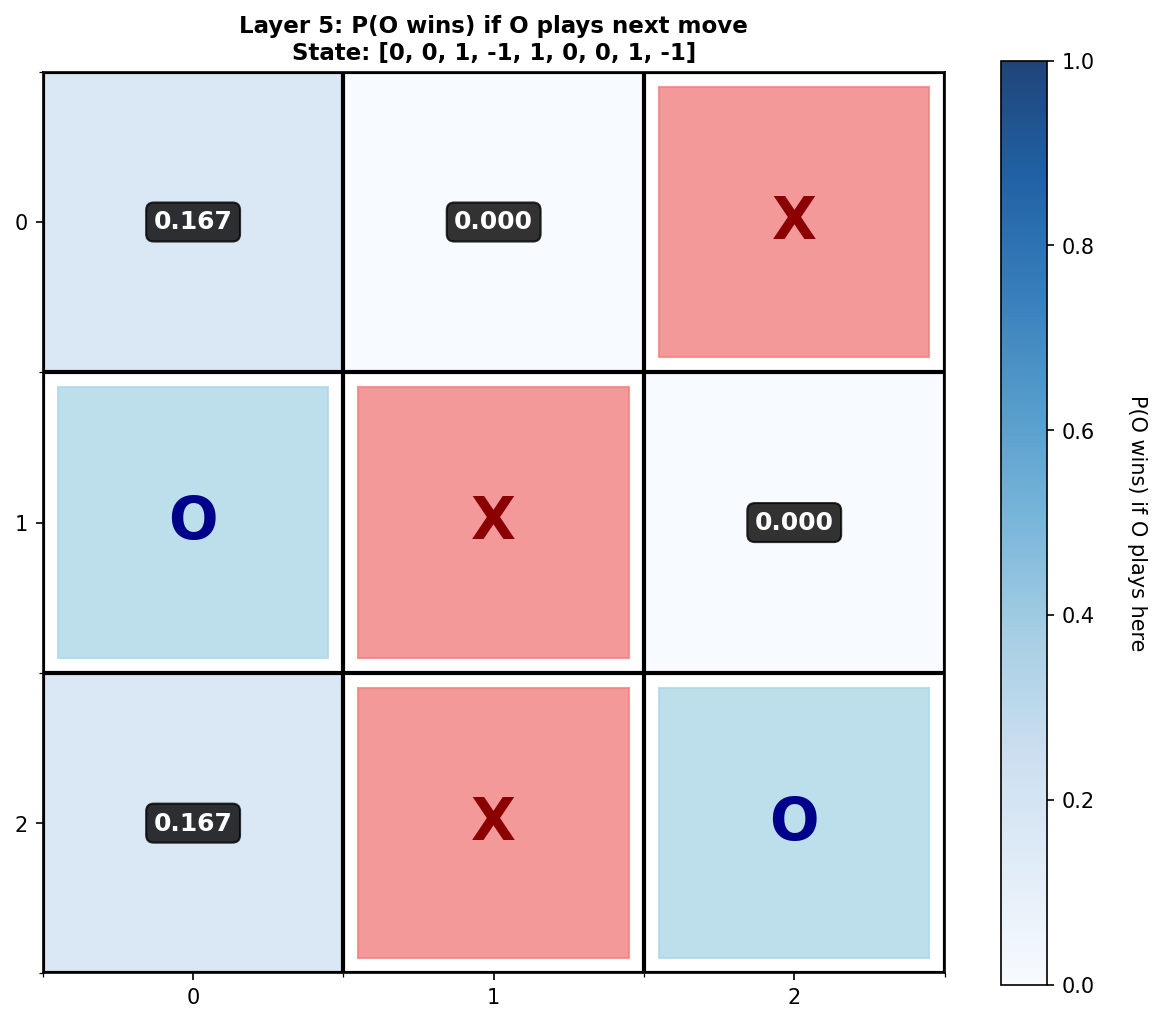 Layer 5: P(O wins) if O plays next move
State: [0, 0, 1, -1, 1, 0, 0, 1, -1]
0
0.167
0.000
X
1
O
X
0.000
2
0.167
X
O
0
1
2
1.0
0.8
0.6
0.4
0.2
0.0
P(O wins) if O plays here